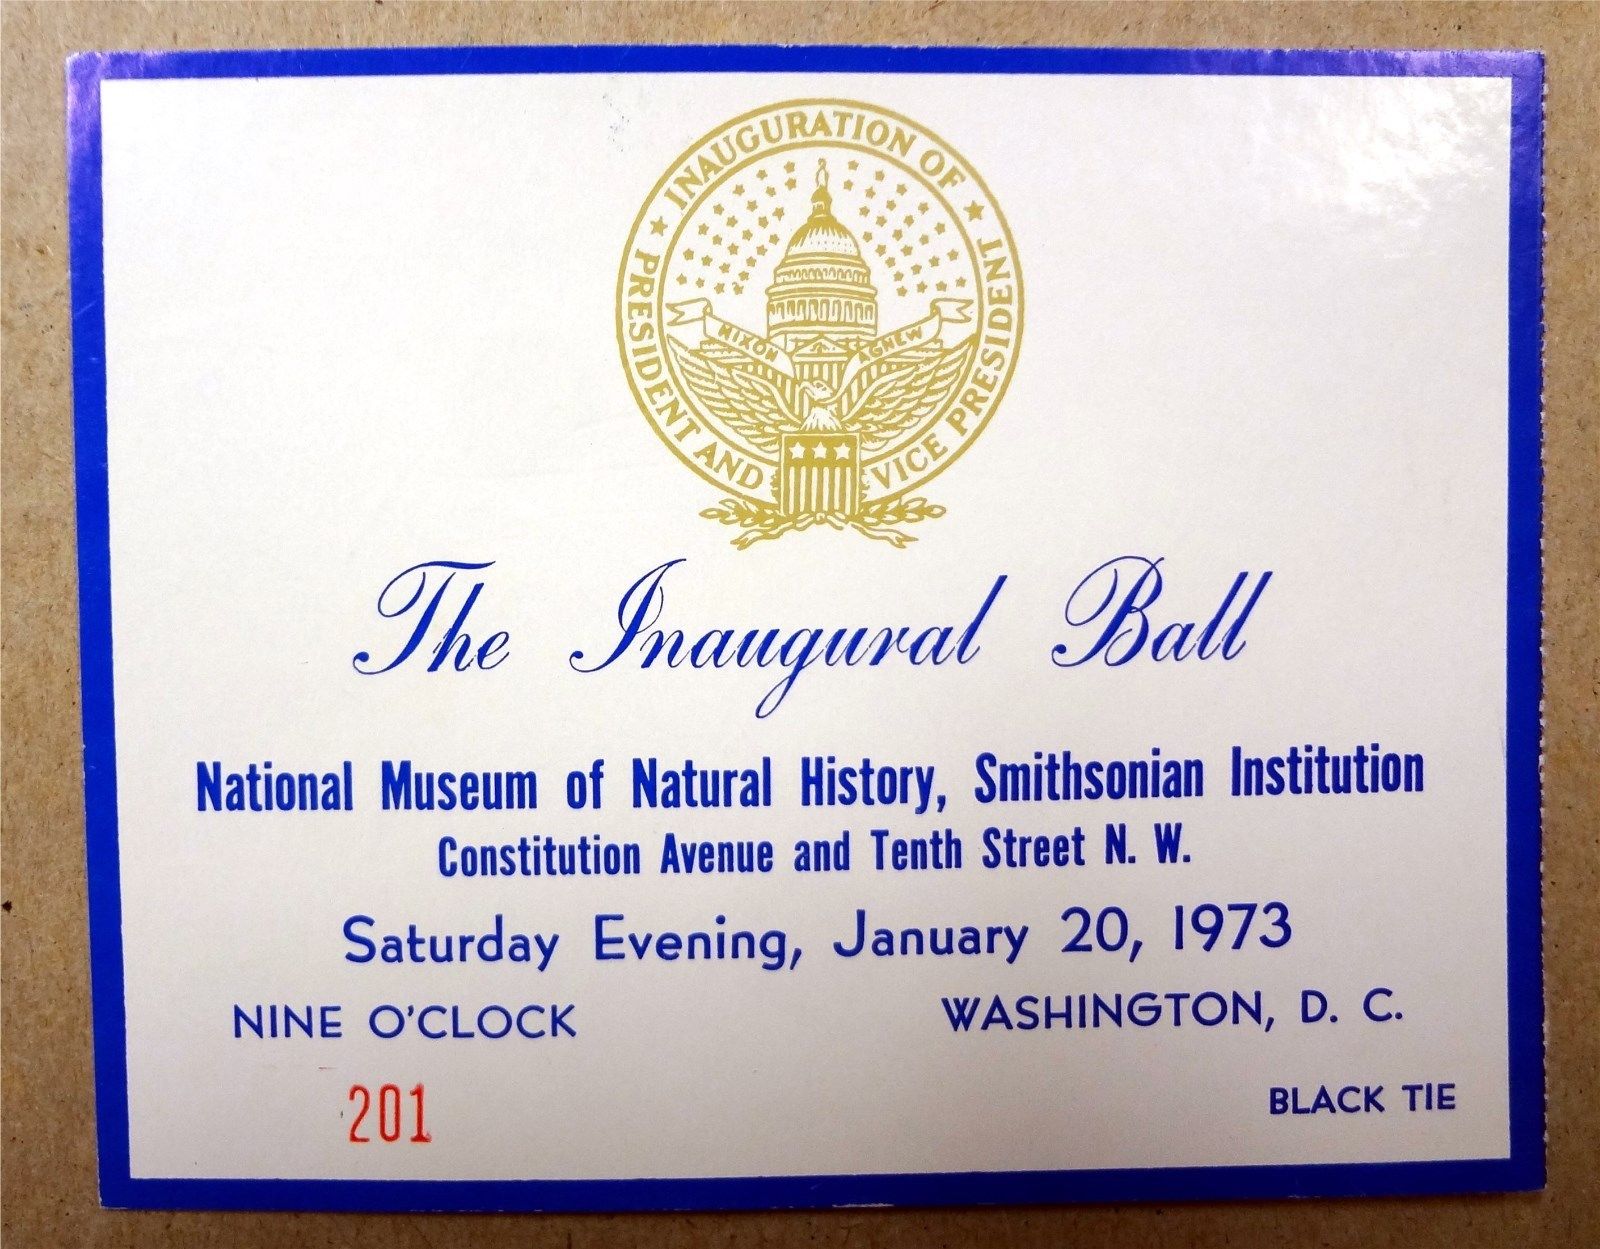 INAUGURATION OF
PRESIDENT AND VICE PRESIDENT
NIXON AGNEW
The Inaugural Ball
National Museum of Natural History, Smithsonian Institution
Constitution Avenue and Tenth Street N. W.
Saturday Evening, January 20, 1973
NINE O'CLOCK WASHINGTON, D. C.
201 BLACK TIE